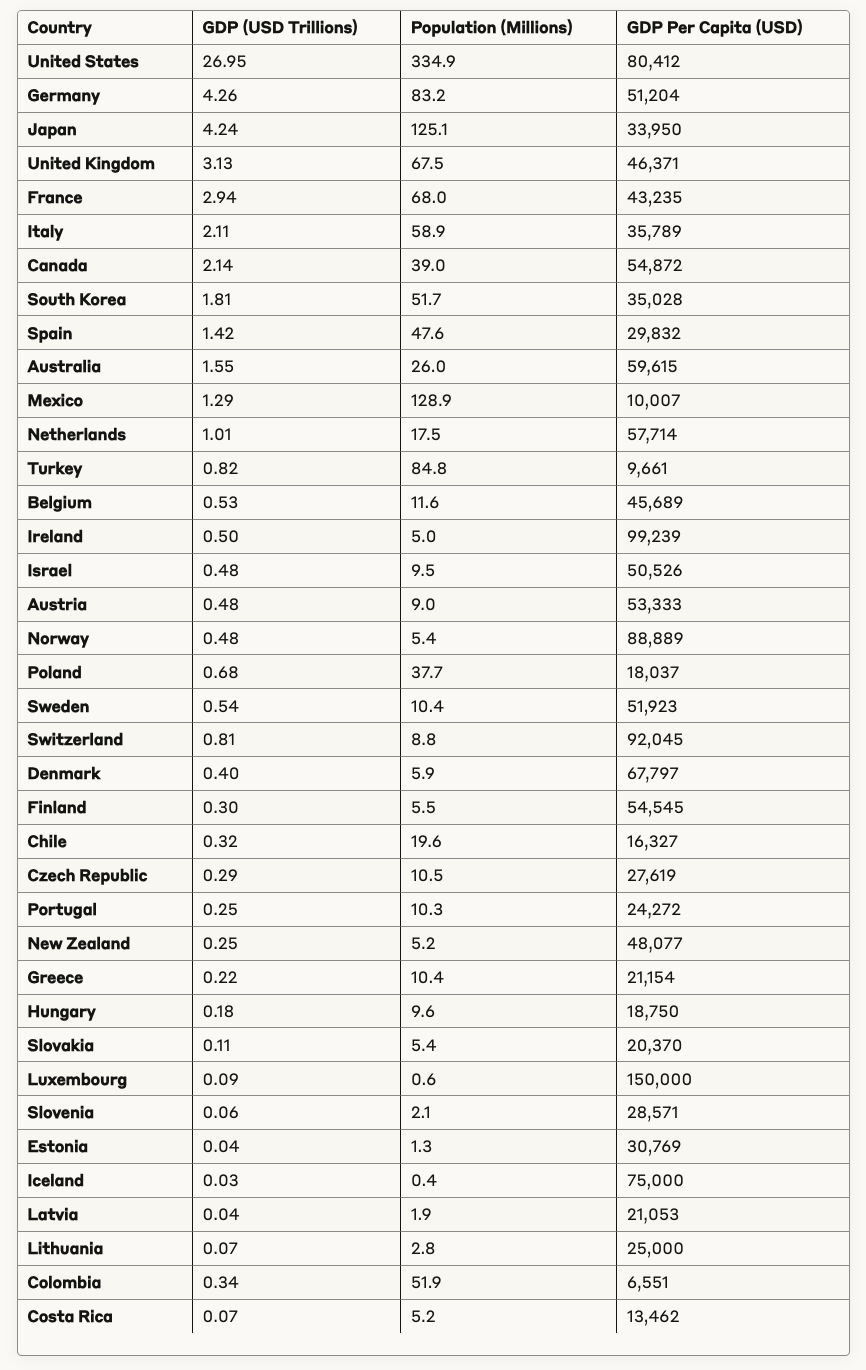 Country GDP (USD Trillions) Population (Millions) GDP Per Capita (USD)
United States 26.95 334.9 80,412
Germany 4.26 83.2 51,204
Japan 4.24 125.1 33,950
United Kingdom 3.13 67.5 46,371
France 2.94 68.0 43,235
Italy 2.11 58.9 35,789
Canada 2.14 39.0 54,872
South Korea 1.81 51.7 35,028
Spain 1.42 47.6 29,832
Australia 1.55 26.0 59,615
Mexico 1.29 128.9 10,007
Netherlands 1.01 17.5 57,714
Turkey 0.82 84.8 9,661
Belgium 0.53 11.6 45,689
Ireland 0.50 5.0 99,239
Israel 0.48 9.5 50,526
Austria 0.48 9.0 53,333
Norway 0.48 5.4 88,889
Poland 0.68 37.7 18,037
Sweden 0.54 10.4 51,923
Switzerland 0.81 8.8 92,045
Denmark 0.40 5.9 67,797
Finland 0.30 5.5 54,545
Chile 0.32 19.6 16,327
Czech Republic 0.29 10.5 27,619
Portugal 0.25 10.3 24,272
New Zealand 0.25 5.2 48,077
Greece 0.22 10.4 21,154
Hungary 0.18 9.6 18,750
Slovakia 0.11 5.4 20,370
Luxembourg 0.09 0.6 150,000
Slovenia 0.06 2.1 28,571
Estonia 0.04 1.3 30,769
Iceland 0.03 0.4 75,000
Latvia 0.04 1.9 21,053
Lithuania 0.07 2.8 25,000
Colombia 0.34 51.9 6,551
Costa Rica 0.07 5.2 13,462